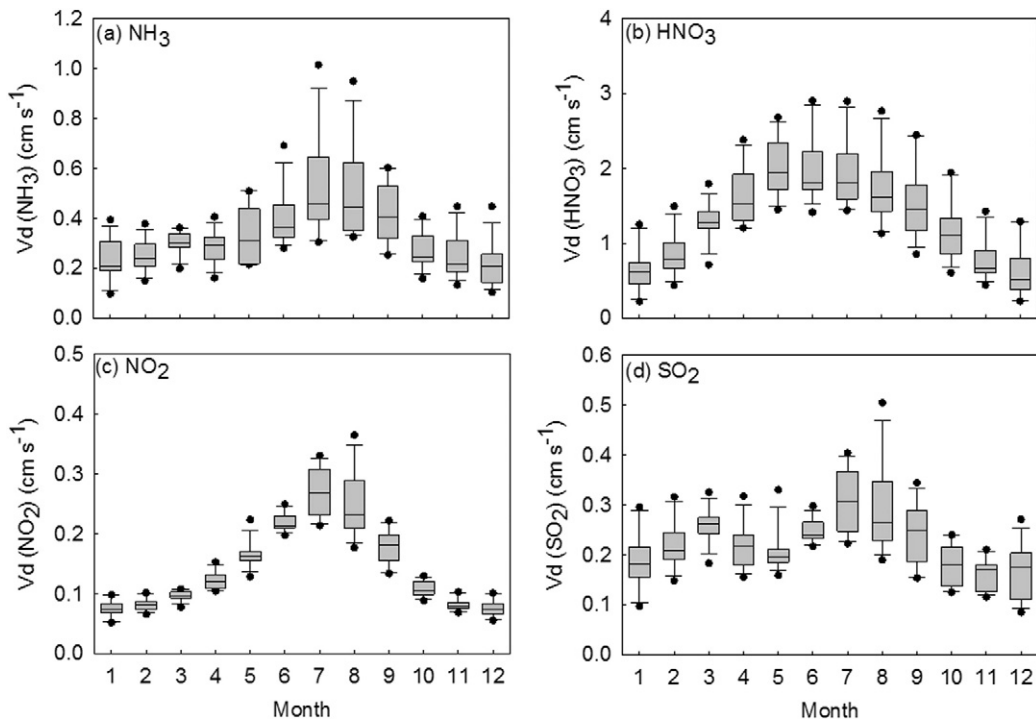 (a) NH3
Vd (NH3) (cm s-1)
1.2
1.0
0.8
0.6
0.4
0.2
0.0
(b) HNO3
Vd (HNO3) (cm s-1)
4
3
2
1
0
(c) NO2
Vd (NO2) (cm s-1)
0.5
0.4
0.3
0.2
0.1
0.0
1 2 3 4 5 6 7 8 9 10 11 12
Month
(d) SO2
Vd (SO2) (cm s-1)
0.6
0.5
0.4
0.3
0.2
0.1
0.0
1 2 3 4 5 6 7 8 9 10 11 12
Month